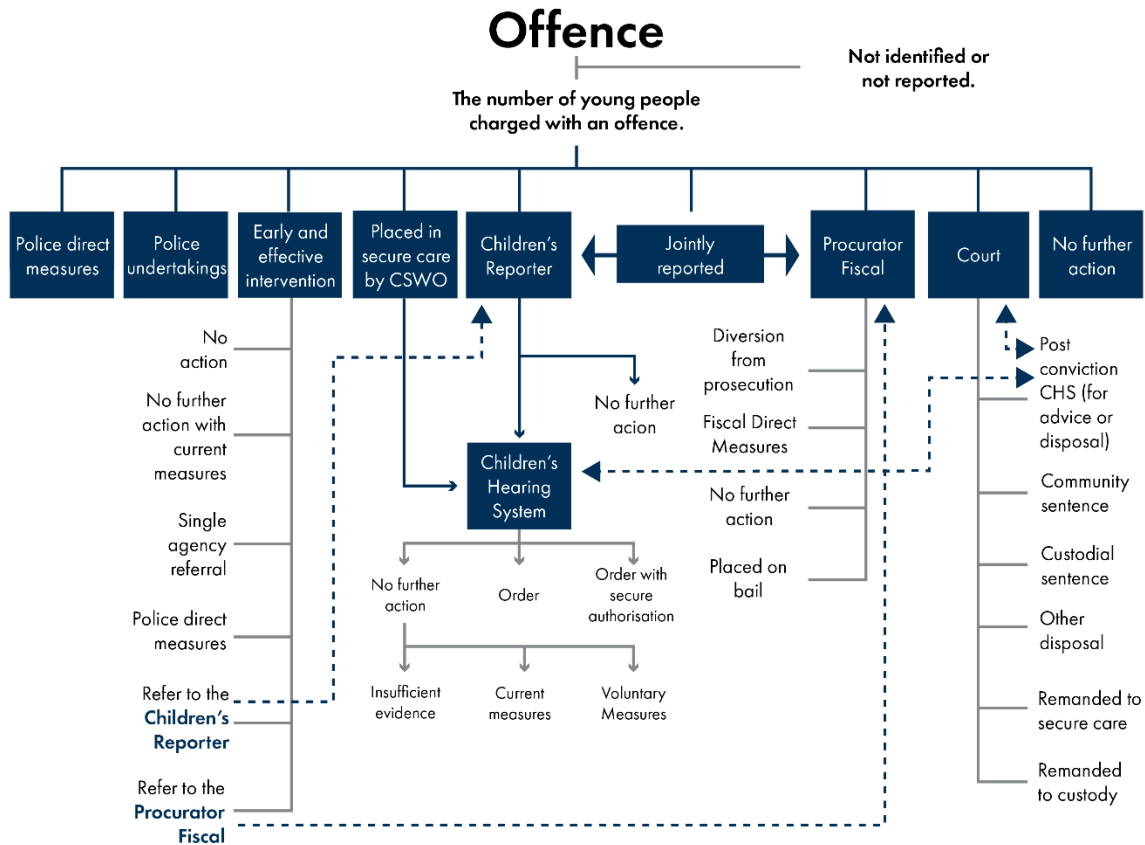 Offence
Not identified or
not reported.
The number of young people
charged with an offence.
Police direct
measures
Police
undertakings
Early and
effective
intervention
Placed in
secure care
by CSWO
Children's
Reporter
Jointly
reported
Procurator
Fiscal
Court
No further
action
No
action
No further
action with
current
measures
Single
agency
referral
Police direct
measures
Refer to the
Children's
Reporter
Refer to the
Procurator
Fiscal
No further
acion
Children's
Hearing
System
No further
action
Order
Order with
secure
authorisation
Insufficient
evidence
Current
measures
Voluntary
Measures
Diversion
from
prosecution
Fiscal Direct
Measures
No further
action
Placed on
bail
Post
conviction
CHS (for
advice or
disposal)
Community
sentence
Custodial
sentence
Other
disposal
Remanded to
secure care
Remanded
to custody